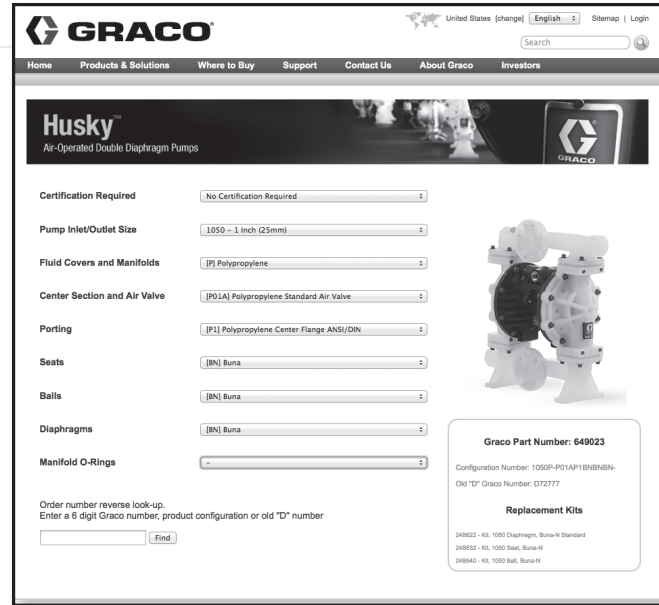 GRACO
United States [change] English Sitemap | Login
Search
Home Products & Solutions Where to Buy Support Contact Us About Graco Investors
Husky™
Air-Operated Double Diaphragm Pumps
GRACO
Certification Required No Certification Required
Pump Inlet/Outlet Size 1050 – 1 Inch (25mm)
Fluid Covers and Manifolds [P] Polypropylene
Center Section and Air Valve [P01A] Polypropylene Standard Air Valve
Porting [P1] Polypropylene Center Flange ANSI/DIN
Seats [BN] Buna
Balls [BN] Buna
Diaphragms [BN] Buna
Manifold O-Rings –
Order number reverse look-up.
Enter a 6 digit Graco number, product configuration or old "D" number
Find
Graco Part Number: 649023
Configuration Number: 1050P-P01AP1BNBNBN-
Old "D" Graco Number: D72777
Replacement Kits
24B622 - Kit, 1050 Diaphragm, Buna-N Standard
24B632 - Kit, 1050 Seat, Buna-N
24B640 - Kit, 1050 Ball, Buna-N